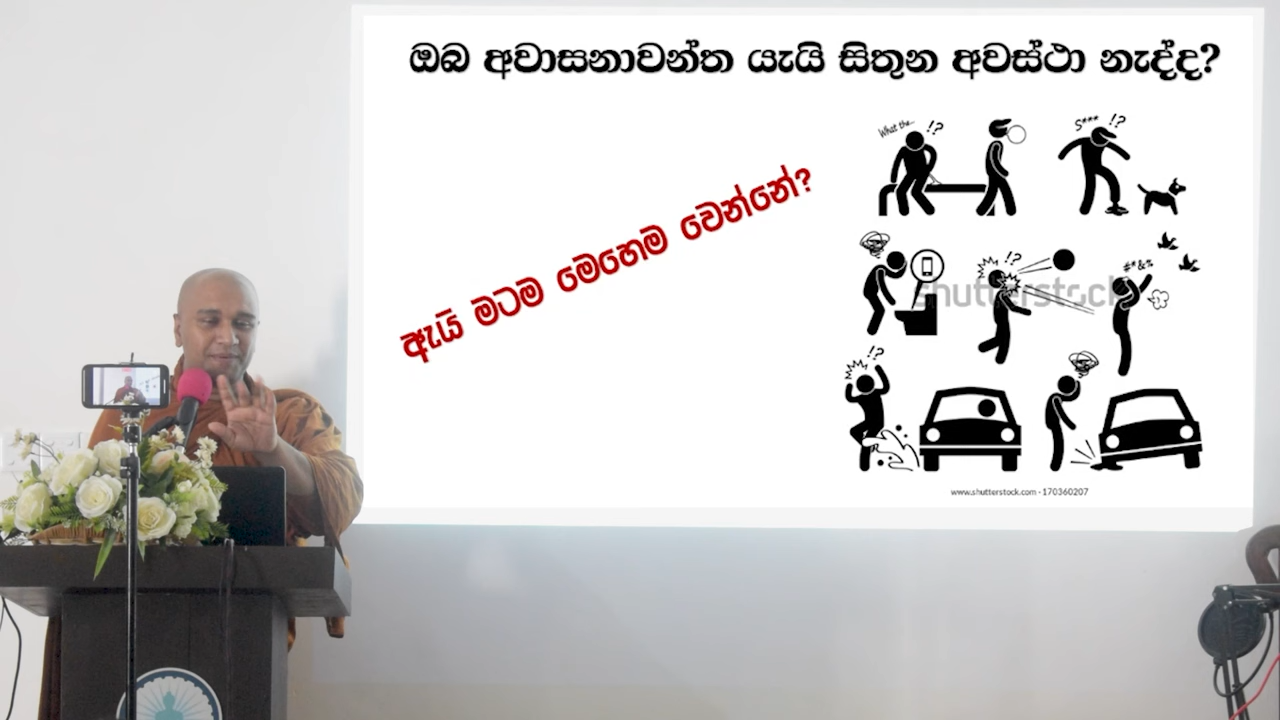 ඔබ අවාසනාවන්ත යැයි සිතුන අවස්ථා නැද්ද?
ඇයි මටම මෙහෙම වෙන්නේ?
What the... !?
S*** !?
!?
#*&%
shutterstock
!?
www.shutterstock.com · 170360207